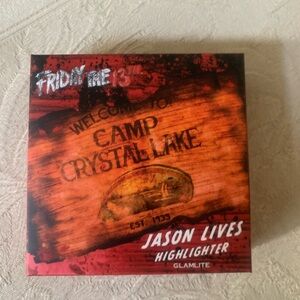 FRIDAY THE 13TH
WELCOME TO
CAMP
CRYSTAL LAKE
EST. 1935
JASON LIVES
HIGHLIGHTER
GLAMLITE